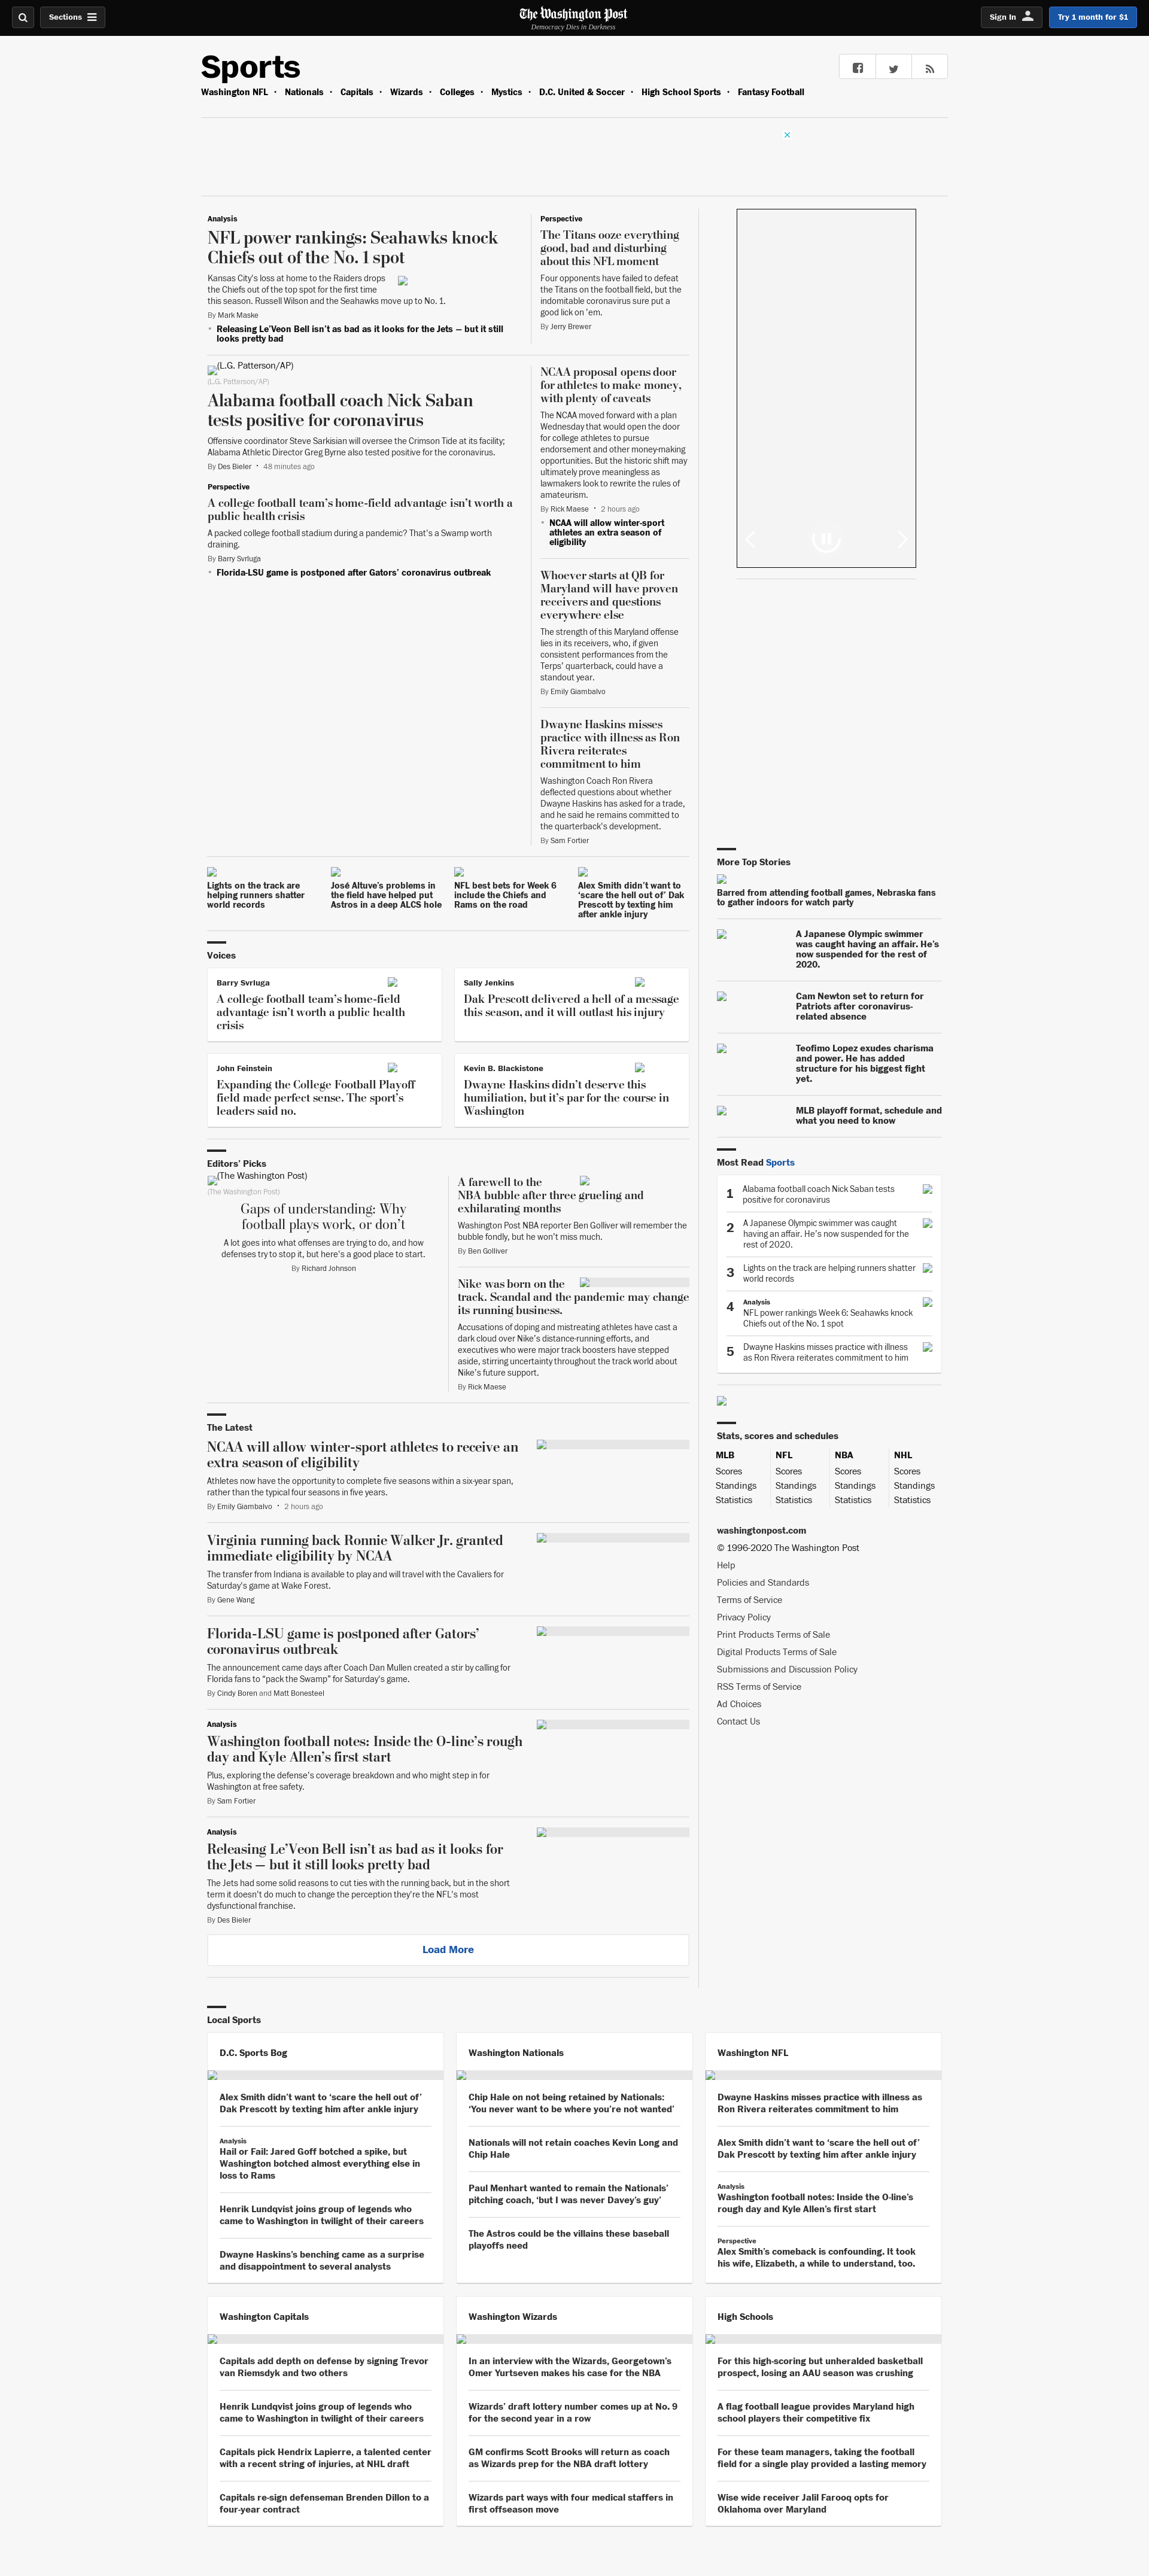 Sections
The Washington Post
Democracy Dies in Darkness
Sign In
Try 1 month for $1
Sports
Washington NFL • Nationals • Capitals • Wizards • Colleges • Mystics • D.C. United & Soccer • High School Sports • Fantasy Football
Analysis
NFL power rankings: Seahawks knock
Chiefs out of the No. 1 spot
Kansas City's loss at home to the Raiders drops
the Chiefs out of the top spot for the first time
this season. Russell Wilson and the Seahawks move up to No. 1.
By Mark Maske
• Releasing Le’Veon Bell isn’t as bad as it looks for the Jets — but it still
looks pretty bad
Perspective
The Titans ooze everything
good, bad and disturbing
about this NFL moment
Four opponents have failed to defeat
the Titans on the football field, but the
indomitable coronavirus sure put a
good lick on ’em.
By Jerry Brewer
(L.G. Patterson/AP)
(L.G. Patterson/AP)
Alabama football coach Nick Saban
tests positive for coronavirus
Offensive coordinator Steve Sarkisian will oversee the Crimson Tide at its facility;
Alabama Athletic Director Greg Byrne also tested positive for the coronavirus.
By Des Bieler • 48 minutes ago
Perspective
A college football team’s home-field advantage isn’t worth a
public health crisis
A packed college football stadium during a pandemic? That's a Swamp worth
draining.
By Barry Svrluga
• Florida-LSU game is postponed after Gators’ coronavirus outbreak
NCAA proposal opens door
for athletes to make money,
with plenty of caveats
The NCAA moved forward with a plan
Wednesday that would open the door
for college athletes to pursue
endorsement and other money-making
opportunities. But the historic shift may
ultimately prove meaningless as
lawmakers look to rewrite the rules of
amateurism.
By Rick Maese • 2 hours ago
• NCAA will allow winter-sport
athletes an extra season of
eligibility
Whoever starts at QB for
Maryland will have proven
receivers and questions
everywhere else
The strength of this Maryland offense
lies in its receivers, who, if given
consistent performances from the
Terps’ quarterback, could have a
standout year.
By Emily Giambalvo
Dwayne Haskins misses
practice with illness as Ron
Rivera reiterates
commitment to him
Washington Coach Ron Rivera
deflected questions about whether
Dwayne Haskins has asked for a trade,
and he said he remains committed to
the quarterback's development.
By Sam Fortier
Lights on the track are
helping runners shatter
world records
José Altuve’s problems in
the field have helped put
Astros in a deep ALCS hole
NFL best bets for Week 6
include the Chiefs and
Rams on the road
Alex Smith didn’t want to
‘scare the hell out of’ Dak
Prescott by texting him
after ankle injury
Voices
Barry Svrluga
A college football team’s home-field
advantage isn’t worth a public health
crisis
Sally Jenkins
Dak Prescott delivered a hell of a message
this season, and it will outlast his injury
John Feinstein
Expanding the College Football Playoff
field made perfect sense. The sport’s
leaders said no.
Kevin B. Blackistone
Dwayne Haskins didn’t deserve this
humiliation, but it’s par for the course in
Washington
Editors’ Picks
(The Washington Post)
(The Washington Post)
Gaps of understanding: Why
football plays work, or don’t
A lot goes into what offenses are trying to do, and how
defenses try to stop it, but here's a good place to start.
By Richard Johnson
A farewell to the
NBA bubble after three grueling and
exhilarating months
Washington Post NBA reporter Ben Golliver will remember the
bubble fondly, but he won’t miss much.
By Ben Golliver
Nike was born on the
track. Scandal and the pandemic may change
its running business.
Accusations of doping and mistreating athletes have cast a
dark cloud over Nike’s distance-running efforts, and
executives who were major track boosters have stepped
aside, stirring uncertainty throughout the track world about
Nike’s future support.
By Rick Maese
The Latest
NCAA will allow winter-sport athletes to receive an
extra season of eligibility
Athletes now have the opportunity to complete five seasons within a six-year span,
rather than the typical four seasons in five years.
By Emily Giambalvo • 2 hours ago
Virginia running back Ronnie Walker Jr. granted
immediate eligibility by NCAA
The transfer from Indiana is available to play and will travel with the Cavaliers for
Saturday's game at Wake Forest.
By Gene Wang
Florida-LSU game is postponed after Gators’
coronavirus outbreak
The announcement came days after Coach Dan Mullen created a stir by calling for
Florida fans to “pack the Swamp” for Saturday's game.
By Cindy Boren and Matt Bonesteel
Analysis
Washington football notes: Inside the O-line’s rough
day and Kyle Allen’s first start
Plus, exploring the defense’s coverage breakdown and who might step in for
Washington at free safety.
By Sam Fortier
Analysis
Releasing Le’Veon Bell isn’t as bad as it looks for
the Jets — but it still looks pretty bad
The Jets had some solid reasons to cut ties with the running back, but in the short
term it doesn't do much to change the perception they're the NFL's most
dysfunctional franchise.
By Des Bieler
Load More
More Top Stories
Barred from attending football games, Nebraska fans
to gather indoors for watch party
A Japanese Olympic swimmer
was caught having an affair. He’s
now suspended for the rest of
2020.
Cam Newton set to return for
Patriots after coronavirus-
related absence
Teofimo Lopez exudes charisma
and power. He has added
structure for his biggest fight
yet.
MLB playoff format, schedule and
what you need to know
Most Read Sports
1 Alabama football coach Nick Saban tests
positive for coronavirus
2 A Japanese Olympic swimmer was caught
having an affair. He’s now suspended for the
rest of 2020.
3 Lights on the track are helping runners shatter
world records
4 Analysis
NFL power rankings Week 6: Seahawks knock
Chiefs out of the No. 1 spot
5 Dwayne Haskins misses practice with illness
as Ron Rivera reiterates commitment to him
Stats, scores and schedules
MLB NFL NBA NHL
Scores Scores Scores Scores
Standings Standings Standings Standings
Statistics Statistics Statistics Statistics
washingtonpost.com
© 1996-2020 The Washington Post
Help
Policies and Standards
Terms of Service
Privacy Policy
Print Products Terms of Sale
Digital Products Terms of Sale
Submissions and Discussion Policy
RSS Terms of Service
Ad Choices
Contact Us
Local Sports
D.C. Sports Bog
Alex Smith didn’t want to ‘scare the hell out of’
Dak Prescott by texting him after ankle injury
Analysis
Hail or Fail: Jared Goff botched a spike, but
Washington botched almost everything else in
loss to Rams
Henrik Lundqvist joins group of legends who
came to Washington in twilight of their careers
Dwayne Haskins’s benching came as a surprise
and disappointment to several analysts
Washington Nationals
Chip Hale on not being retained by Nationals:
‘You never want to be where you’re not wanted’
Nationals will not retain coaches Kevin Long and
Chip Hale
Paul Menhart wanted to remain the Nationals’
pitching coach, ‘but I was never Davey’s guy’
The Astros could be the villains these baseball
playoffs need
Washington NFL
Dwayne Haskins misses practice with illness as
Ron Rivera reiterates commitment to him
Alex Smith didn’t want to ‘scare the hell out of’
Dak Prescott by texting him after ankle injury
Analysis
Washington football notes: Inside the O-line’s
rough day and Kyle Allen’s first start
Perspective
Alex Smith’s comeback is confounding. It took
his wife, Elizabeth, a while to understand, too.
Washington Capitals
Capitals add depth on defense by signing Trevor
van Riemsdyk and two others
Henrik Lundqvist joins group of legends who
came to Washington in twilight of their careers
Capitals pick Hendrix Lapierre, a talented center
with a recent string of injuries, at NHL draft
Capitals re-sign defenseman Brenden Dillon to a
four-year contract
Washington Wizards
In an interview with the Wizards, Georgetown’s
Omer Yurtseven makes his case for the NBA
Wizards’ draft lottery number comes up at No. 9
for the second year in a row
GM confirms Scott Brooks will return as coach
as Wizards prep for the NBA draft lottery
Wizards part ways with four medical staffers in
first offseason move
High Schools
For this high-scoring but unheralded basketball
prospect, losing an AAU season was crushing
A flag football league provides Maryland high
school players their competitive fix
For these team managers, taking the football
field for a single play provided a lasting memory
Wise wide receiver Jalil Farooq opts for
Oklahoma over Maryland